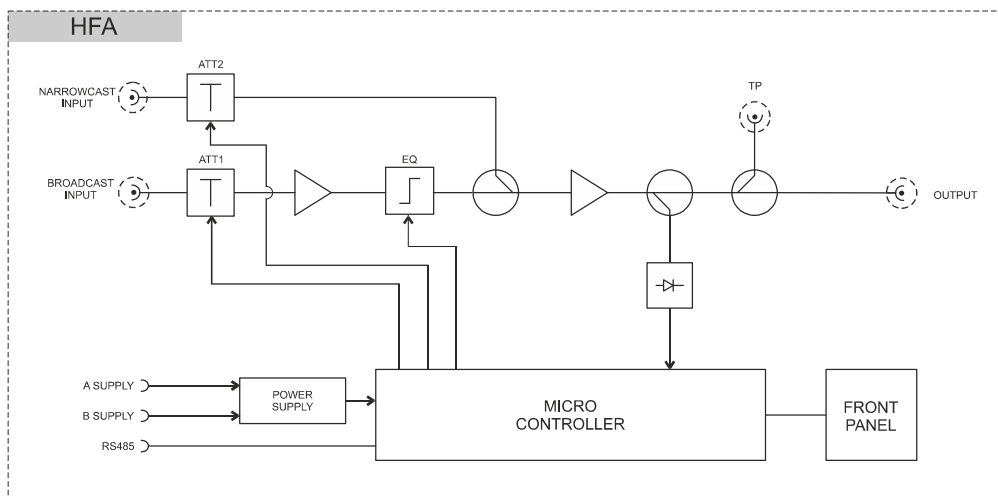 HFA
ATT2
NARROWCAST
INPUT
TP
ATT1
EQ
BROADCAST
INPUT
OUTPUT
A SUPPLY
B SUPPLY
RS485
POWER
SUPPLY
MICRO
CONTROLLER
FRONT
PANEL